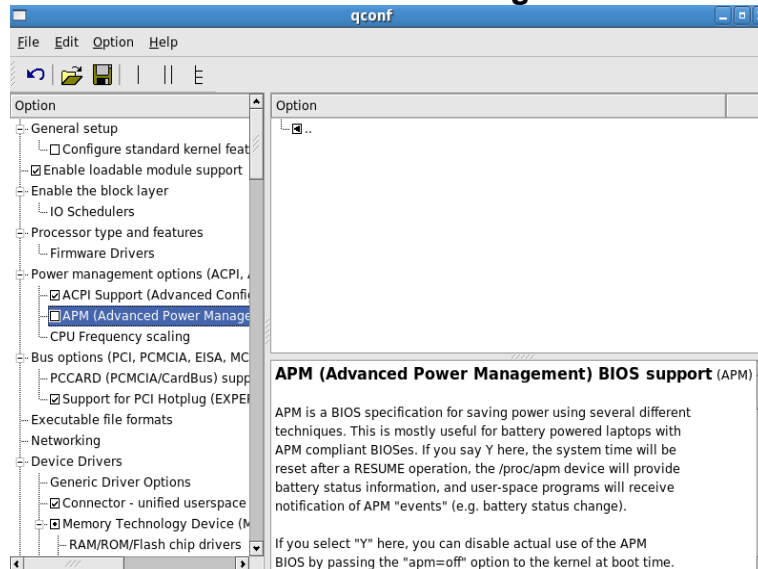 qconf
File Edit Option Help
Option
General setup
Configure standard kernel feat
Enable loadable module support
Enable the block layer
IO Schedulers
Processor type and features
Firmware Drivers
Power management options (ACPI,
ACPI Support (Advanced Confi
APM (Advanced Power Manage
CPU Frequency scaling
Bus options (PCI, PCMCIA, EISA, MC
PCCARD (PCMCIA/CardBus) supp
Support for PCI Hotplug (EXPE
Executable file formats
Networking
Device Drivers
Generic Driver Options
Connector - unified userspace
Memory Technology Device (M
RAM/ROM/Flash chip drivers
Option
..
APM (Advanced Power Management) BIOS support (APM)
APM is a BIOS specification for saving power using several different
techniques. This is mostly useful for battery powered laptops with
APM compliant BIOSes. If you say Y here, the system time will be
reset after a RESUME operation, the /proc/apm device will provide
battery status information, and user-space programs will receive
notification of APM "events" (e.g. battery status change).
If you select "Y" here, you can disable actual use of the APM
BIOS by passing the "apm=off" option to the kernel at boot time.